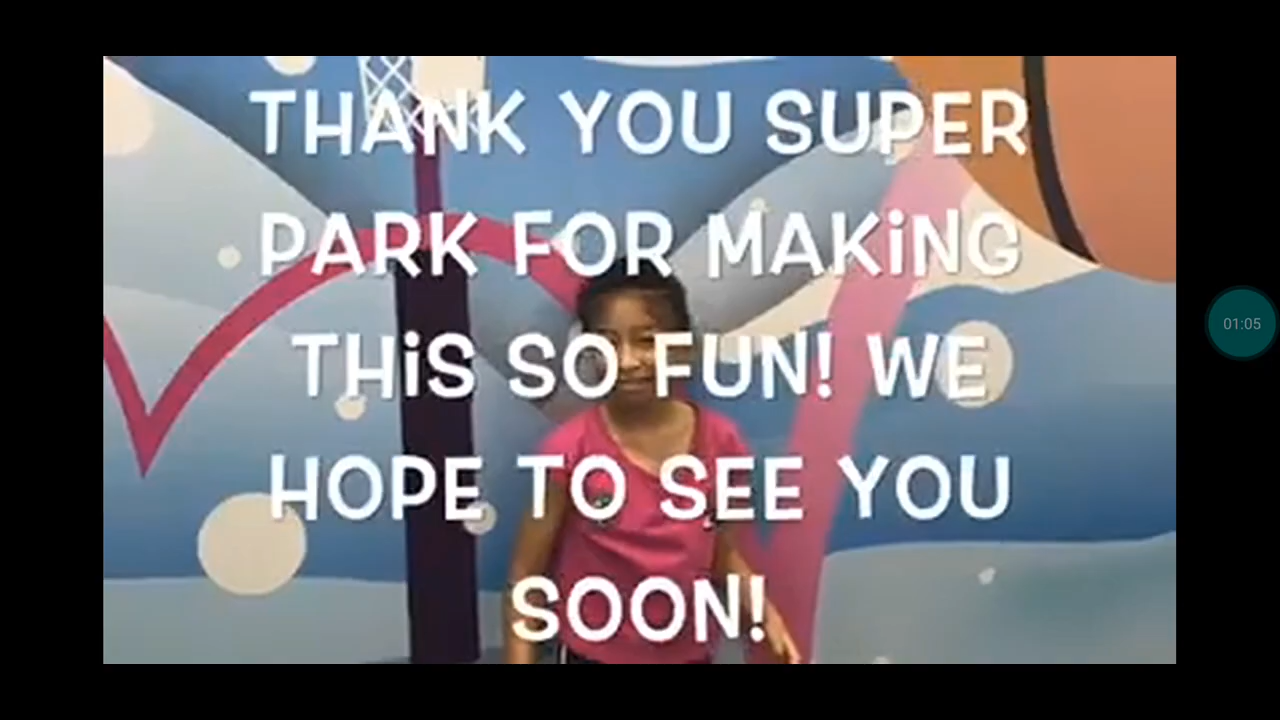 THANK YOU SUPER
PARK FOR MAKiNG
THiS SO FUN! WE
HOPE TO SEE YOU
SOON!
01:05